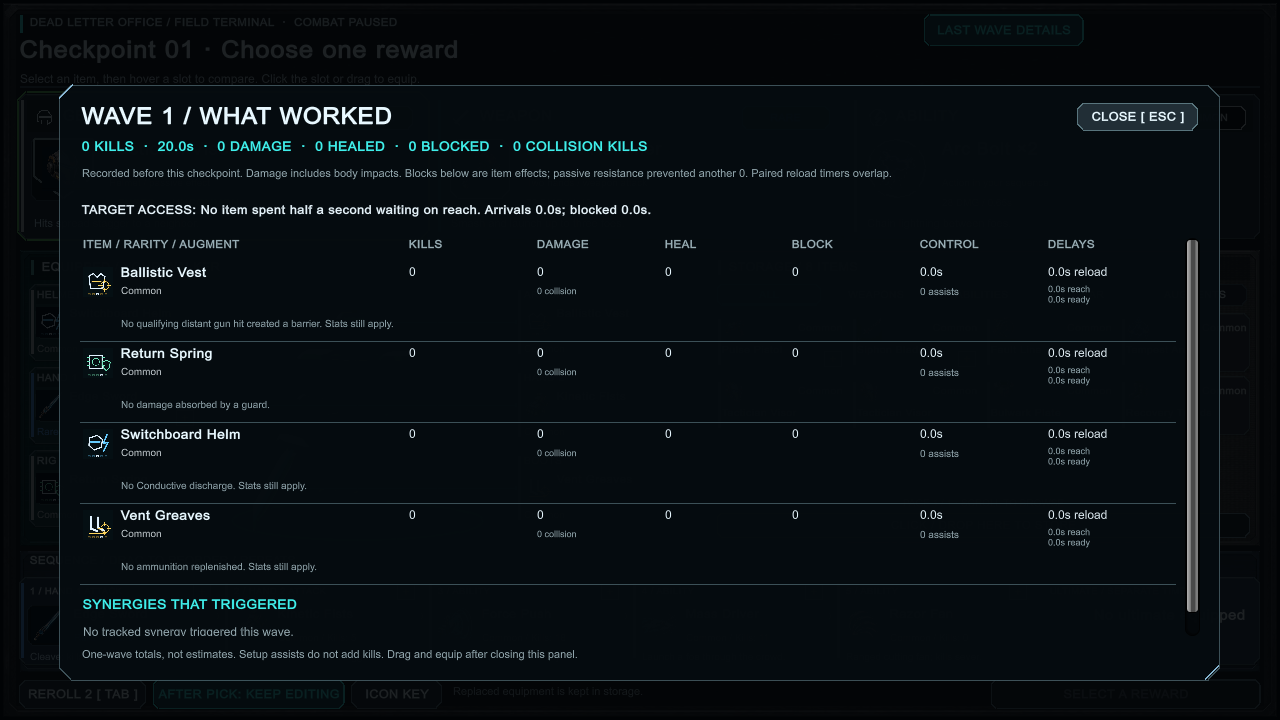 DEAD LETTER OFFICE / FIELD TERMINAL · COMBAT PAUSED
LAST WAVE DETAILS
Checkpoint 01 · Choose one reward
Select an item, then hover a slot to compare. Click the slot or drag to equip.
WAVE 1 / WHAT WORKED
CLOSE [ ESC ]
0 KILLS · 20.0s · 0 DAMAGE · 0 HEALED · 0 BLOCKED · 0 COLLISION KILLS
Recorded before this checkpoint. Damage includes body impacts. Blocks below are item effects; passive resistance prevented another 0. Paired reload timers overlap.
TARGET ACCESS: No item spent half a second waiting on reach. Arrivals 0.0s; blocked 0.0s.
ITEM / RARITY / AUGMENT KILLS DAMAGE HEAL BLOCK CONTROL DELAYS
Ballistic Vest 0 0 0 0 0.0s 0.0s reload
Common 0 collision 0 assists 0.0s reach
0.0s ready
No qualifying distant gun hit created a barrier. Stats still apply.
Return Spring 0 0 0 0 0.0s 0.0s reload
Common 0 collision 0 assists 0.0s reach
0.0s ready
No damage absorbed by a guard.
Switchboard Helm 0 0 0 0 0.0s 0.0s reload
Common 0 collision 0 assists 0.0s reach
0.0s ready
No Conductive discharge. Stats still apply.
Vent Greaves 0 0 0 0 0.0s 0.0s reload
Common 0 collision 0 assists 0.0s reach
0.0s ready
No ammunition replenished. Stats still apply.
SYNERGIES THAT TRIGGERED
No tracked synergy triggered this wave.
One-wave totals, not estimates. Setup assists do not add kills. Drag and equip after closing this panel.
REROLL 2 [ TAB ] AFTER PICK: KEEP EDITING ICON KEY Replaced equipment is kept in storage. SELECT A REWARD